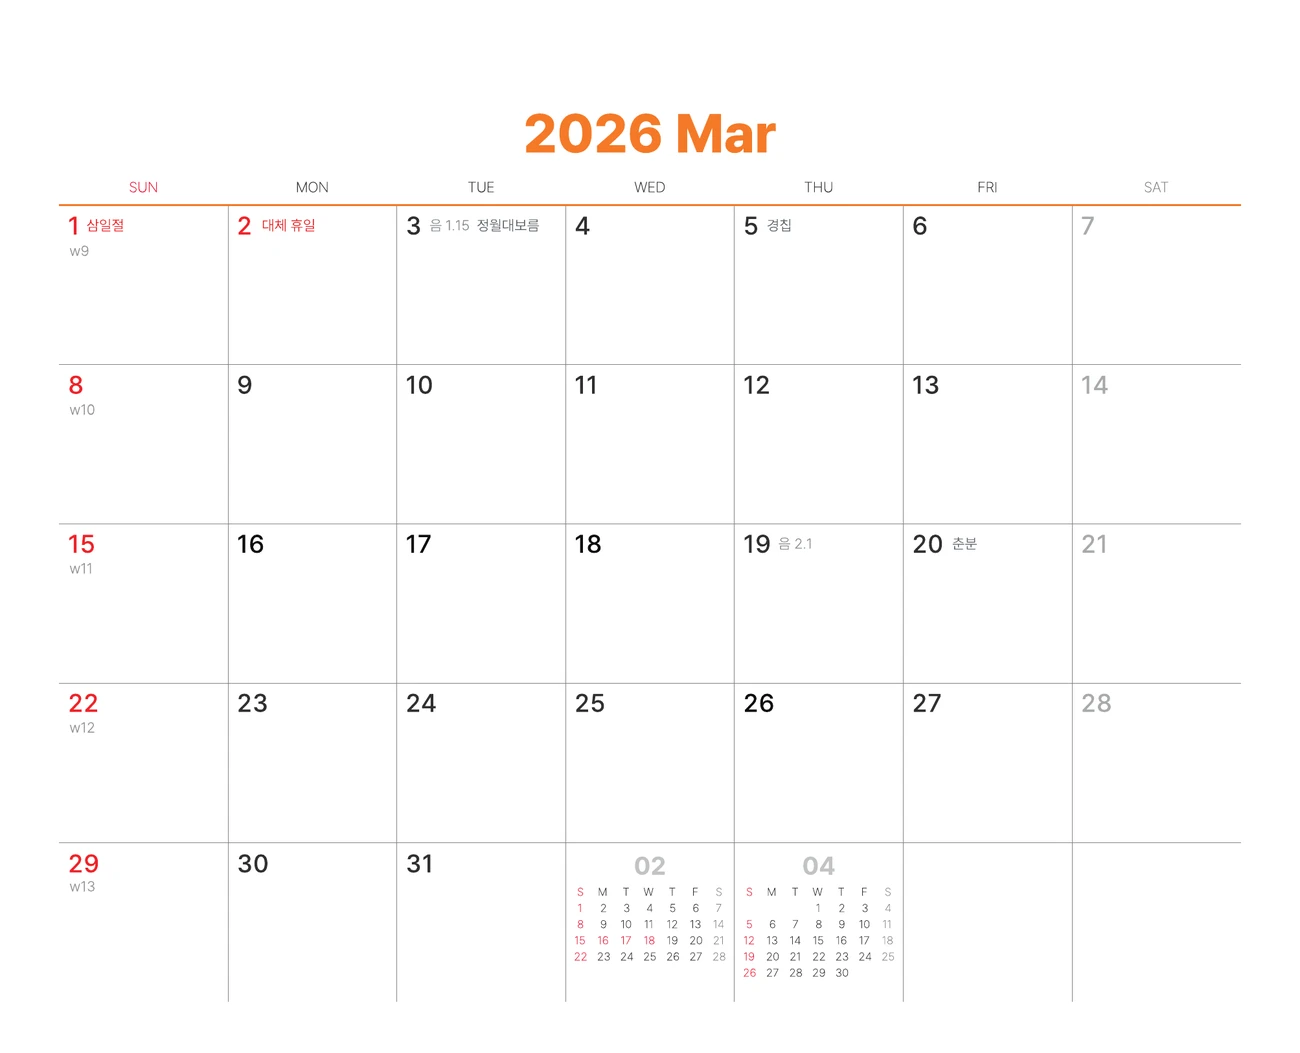 2026 Mar
SUN MON TUE WED THU FRI SAT
1 삼일절 2 대체 휴일 3 음 1.15 정월대보름 4 5 경칩 6 7
w9
8 9 10 11 12 13 14
w10
15 16 17 18 19 음 2.1 20 춘분 21
w11
22 23 24 25 26 27 28
w12
29 30 31
w13
02
S M T W T F S
1 2 3 4 5 6 7
8 9 10 11 12 13 14
15 16 17 18 19 20 21
22 23 24 25 26 27 28
04
S M T W T F S
1 2 3 4
5 6 7 8 9 10 11
12 13 14 15 16 17 18
19 20 21 22 23 24 25
26 27 28 29 30